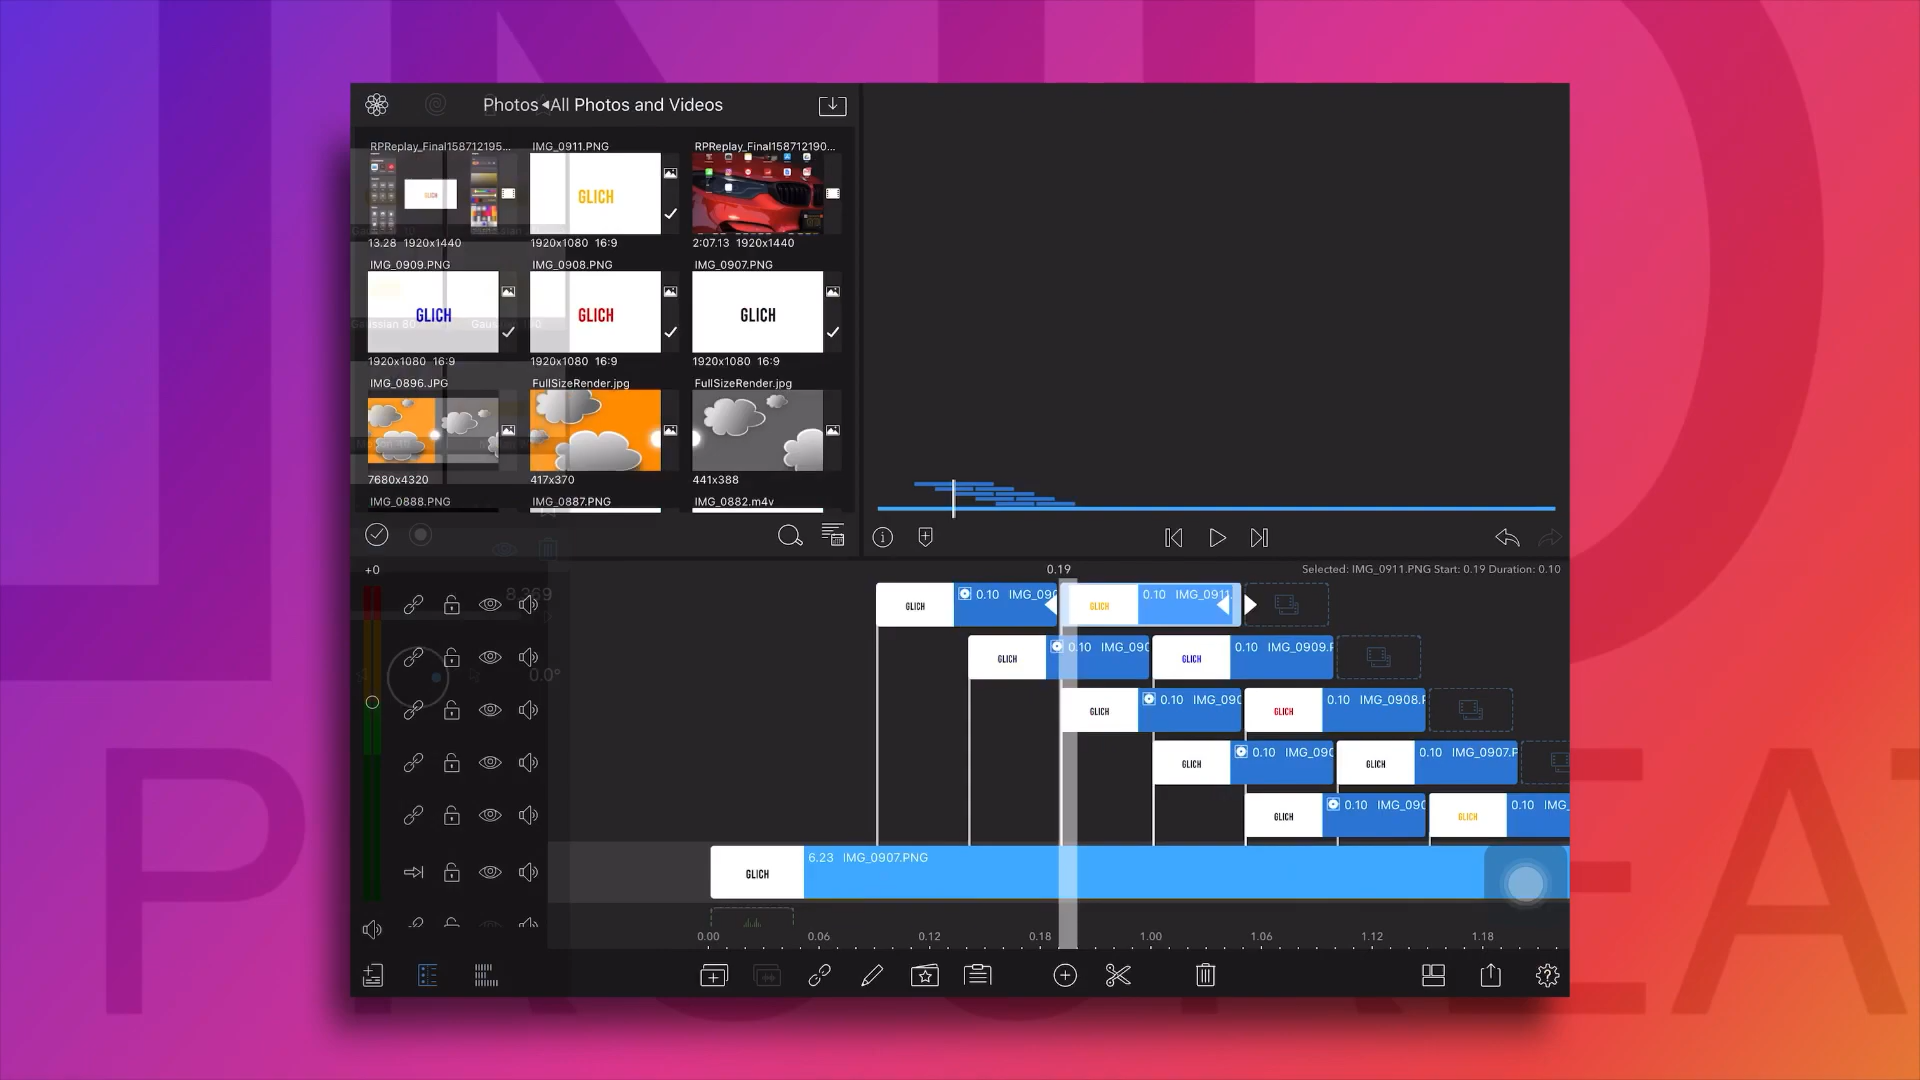 Photos ◂All Photos and Videos
RPReplay_Final158712195... IMG_0911.PNG RPReplay_Final158712190...
GLICH GLICH
13.28 1920x1440 1920x1080 16:9 2:07.13 1920x1440
IMG_0909.PNG IMG_0908.PNG IMG_0907.PNG
GLICH GLICH GLICH
Gaussian 80
1920x1080 16:9 1920x1080 16:9 1920x1080 16:9
IMG_0896.JPG FullSizeRender.jpg FullSizeRender.jpg
7680x4320 417x370 441x388
IMG_0888.PNG IMG_0887.PNG IMG_0882.m4v
+0 0.19 Selected: IMG_0911.PNG Start: 0.19 Duration: 0.10
GLICH 0.10 IMG_090 GLICH 0.10 IMG_0911.
GLICH 0.10 IMG_090 GLICH 0.10 IMG_0909.P
0.0°
GLICH 0.10 IMG_090 GLICH 0.10 IMG_0908.P
GLICH 0.10 IMG_090 GLICH 0.10 IMG_0907.P
GLICH 0.10 IMG_090 GLICH 0.10 IMG_
GLICH 6.23 IMG_0907.PNG
0.00 0.06 0.12 0.18 1.00 1.06 1.12 1.18